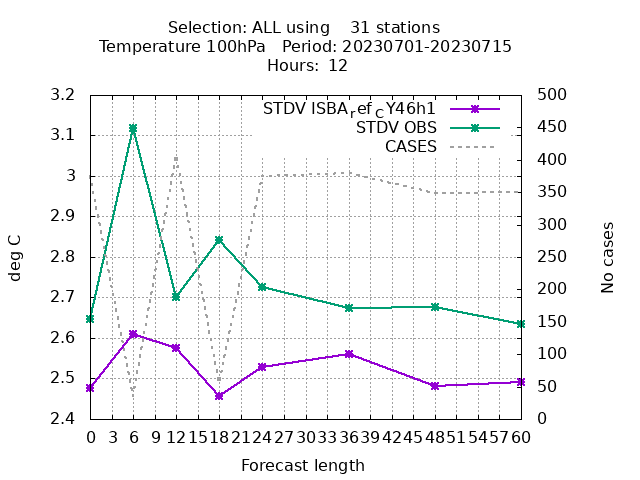 Selection: ALL using    31 stations
Temperature 100hPa   Period: 20230701-20230715
Hours: 12
STDV ISBArefCY46h1
STDV OBS
CASES
3.2
3.1
3
2.9
2.8
2.7
2.6
2.5
2.4
500
450
400
350
300
250
200
150
100
50
0
deg C
No cases
0 3 6 9 12 15 18 21 24 27 30 33 36 39 42 45 48 51 54 57 60
Forecast length